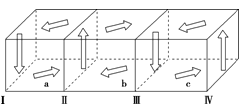 a b c
Ⅰ Ⅱ Ⅲ Ⅳ